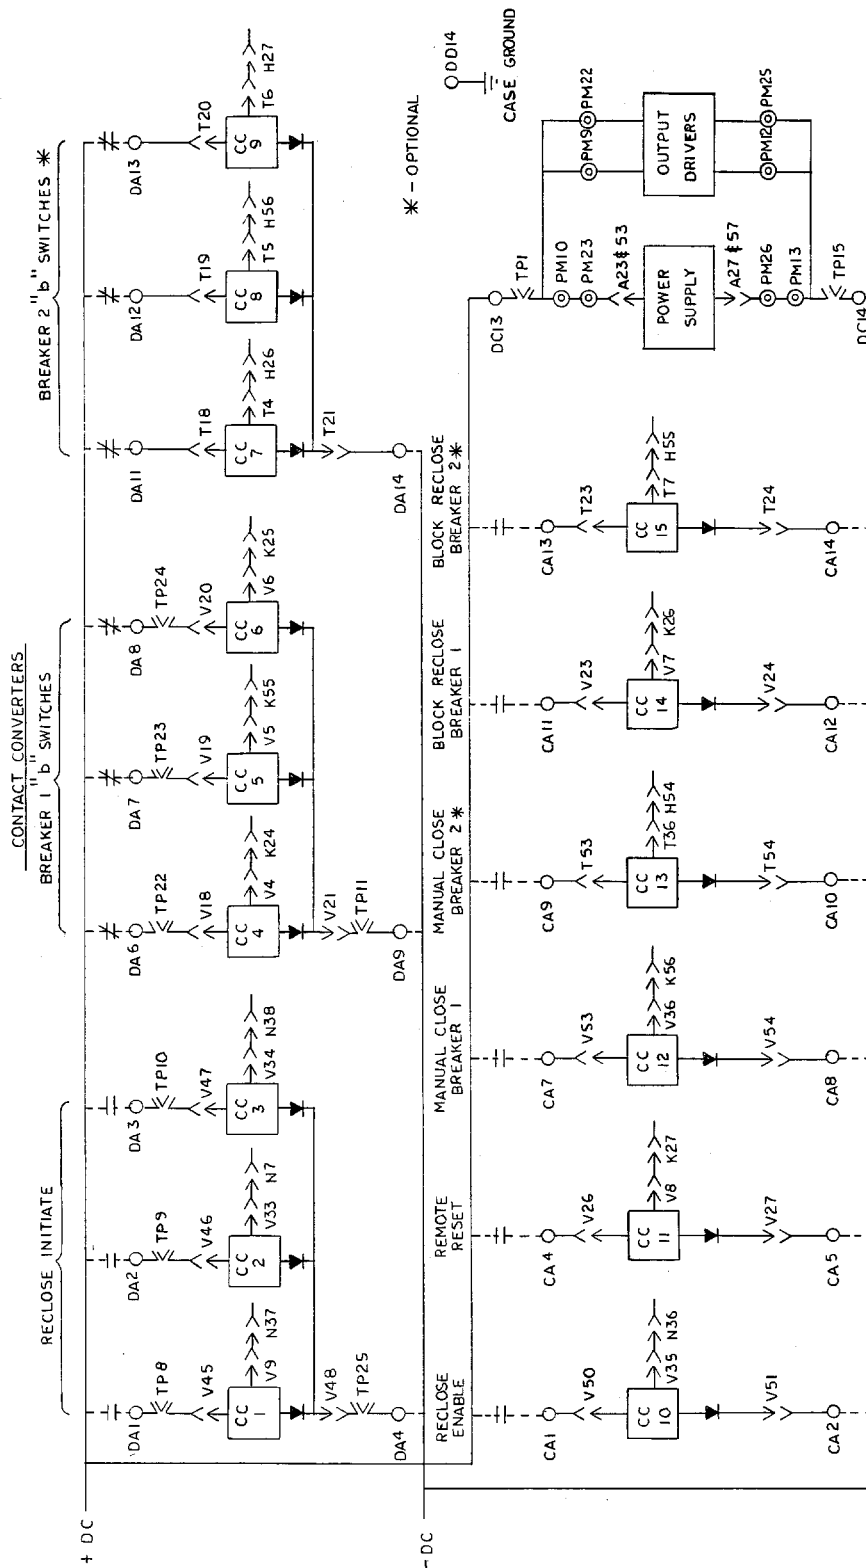 CONTACT CONVERTERS
RECLOSE INITIATE
BREAKER 1 "b" SWITCHES
BREAKER 2 "b" SWITCHES *
+ DC
DA1
DA2
DA3
DA6
DA7
DA8
DA11
DA12
DA13
TP8
TP9
TP10
TP22
TP23
TP24
V45
V46
V47
V18
V19
V20
T18
T19
T20
CC 1
CC 2
CC 3
CC 4
CC 5
CC 6
CC 7
CC 8
CC 9
V9 N37
V33 N7
V34 N38
V4 K24
V5 K55
V6 K25
T4 H26
T5 H56
T6 H27
V48
TP25
DA4
V21
TP11
DA9
T21
DA14
* - OPTIONAL
DD14
CASE GROUND
- DC
RECLOSE ENABLE
REMOTE RESET
MANUAL CLOSE BREAKER 1
MANUAL CLOSE BREAKER 2 *
BLOCK RECLOSE BREAKER 1
BLOCK RECLOSE BREAKER 2 *
CA1
CA4
CA7
CA9
CA11
CA13
V50
V26
V53
T53
V23
T23
CC 10
CC 11
CC 12
CC 13
CC 14
CC 15
V35 N36
V8 K27
V36 K56
T36 H54
V7 K26
T7 H55
V51
V27
V54
T54
V24
T24
CA2
CA5
CA8
CA10
CA12
CA14
DC13
TP1
PM10
PM23
A23 & 53
POWER SUPPLY
A27 & 57
PM26
PM13
TP15
DC14
PM9
PM22
OUTPUT DRIVERS
PM12
PM25